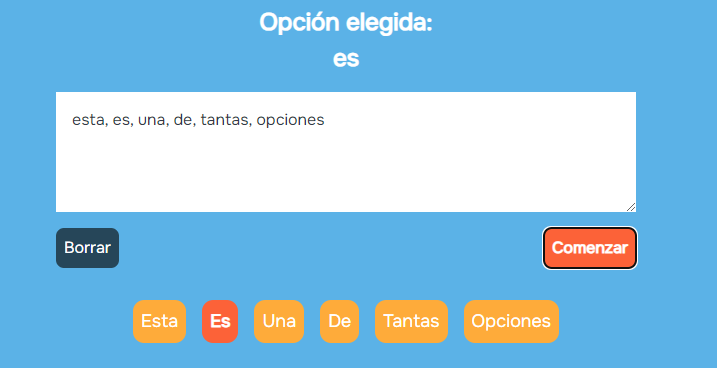 Opción elegida:
es
esta, es, una, de, tantas, opciones
Borrar
Comenzar
Esta Es Una De Tantas Opciones